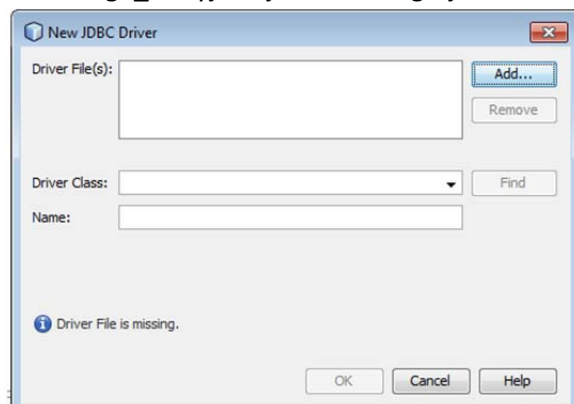 New JDBC Driver
Driver File(s):
Add...
Remove
Driver Class:
Find
Name:
Driver File is missing.
OK Cancel Help